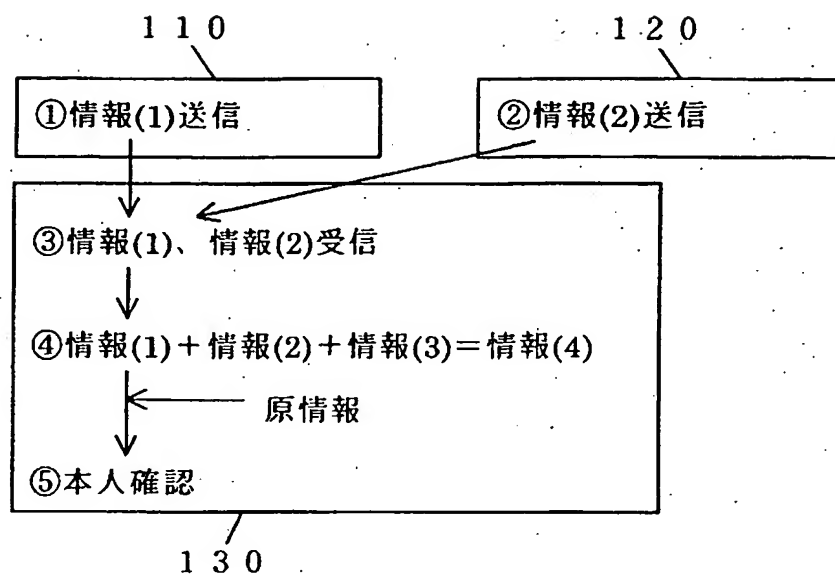 110
120
①情報(1)送信
②情報(2)送信
③情報(1)、情報(2)受信
④情報(1)+情報(2)+情報(3)=情報(4)
原情報
⑤本人確認
130